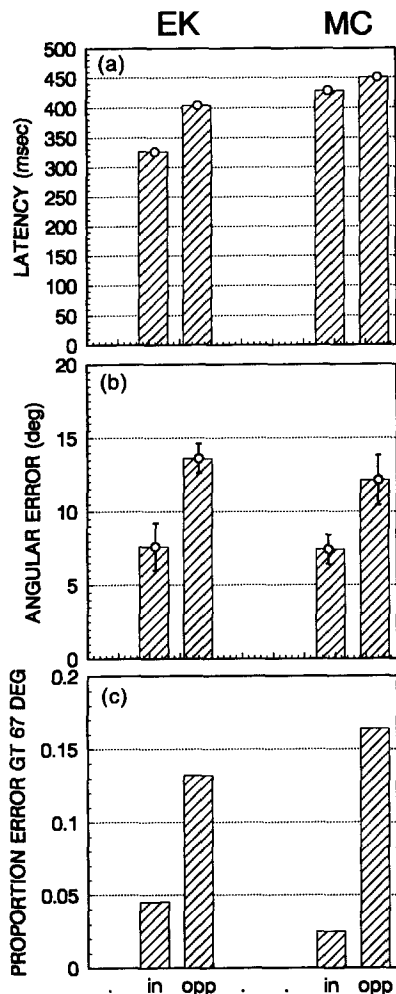 EK MC
(a)
LATENCY (msec)
500
450
400
350
300
250
200
150
100
50
0
(b)
ANGULAR ERROR (deg)
20
15
10
5
0
(c)
PROPORTION ERROR GT 67 DEG
0.2
0.15
0.1
0.05
0
. in opp . . in opp